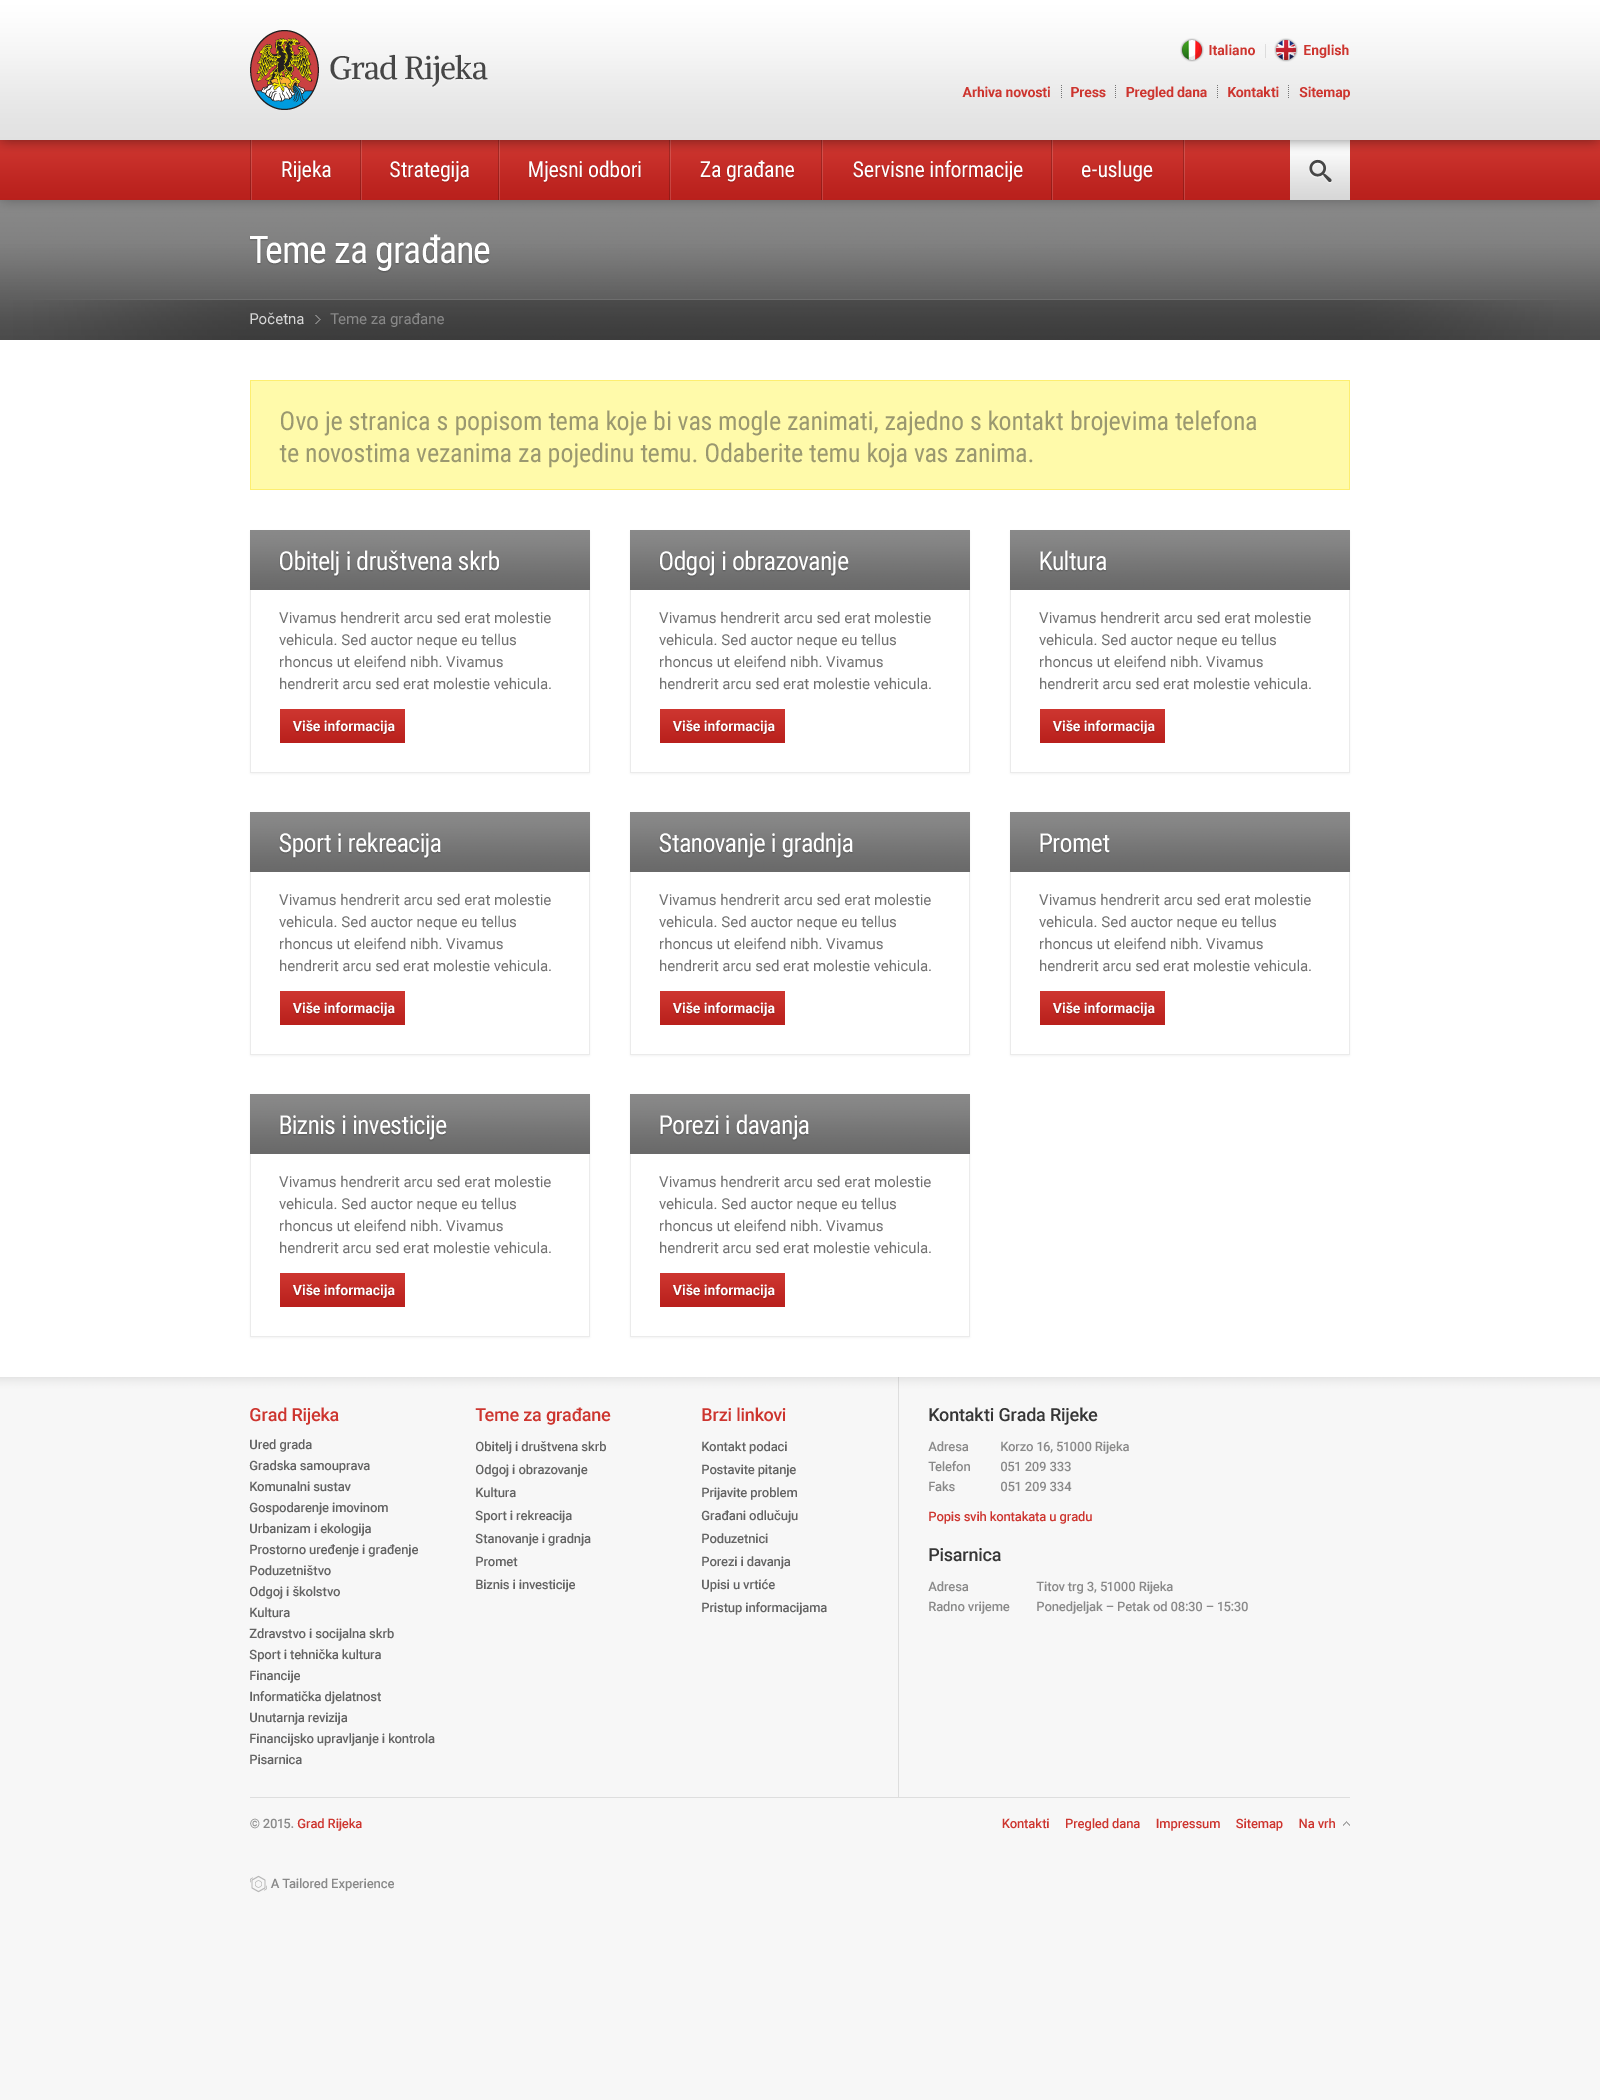 Grad Rijeka
Italiano
English
Arhiva novosti
Press
Pregled dana
Kontakti
Sitemap
Rijeka
Strategija
Mjesni odbori
Za građane
Servisne informacije
e-usluge
Teme za građane
Početna
Teme za građane
Ovo je stranica s popisom tema koje bi vas mogle zanimati, zajedno s kontakt brojevima telefona
te novostima vezanima za pojedinu temu. Odaberite temu koja vas zanima.
Obitelj i društvena skrb
Vivamus hendrerit arcu sed erat molestie
vehicula. Sed auctor neque eu tellus
rhoncus ut eleifend nibh. Vivamus
hendrerit arcu sed erat molestie vehicula.
Više informacija
Odgoj i obrazovanje
Vivamus hendrerit arcu sed erat molestie
vehicula. Sed auctor neque eu tellus
rhoncus ut eleifend nibh. Vivamus
hendrerit arcu sed erat molestie vehicula.
Više informacija
Kultura
Vivamus hendrerit arcu sed erat molestie
vehicula. Sed auctor neque eu tellus
rhoncus ut eleifend nibh. Vivamus
hendrerit arcu sed erat molestie vehicula.
Više informacija
Sport i rekreacija
Vivamus hendrerit arcu sed erat molestie
vehicula. Sed auctor neque eu tellus
rhoncus ut eleifend nibh. Vivamus
hendrerit arcu sed erat molestie vehicula.
Više informacija
Stanovanje i gradnja
Vivamus hendrerit arcu sed erat molestie
vehicula. Sed auctor neque eu tellus
rhoncus ut eleifend nibh. Vivamus
hendrerit arcu sed erat molestie vehicula.
Više informacija
Promet
Vivamus hendrerit arcu sed erat molestie
vehicula. Sed auctor neque eu tellus
rhoncus ut eleifend nibh. Vivamus
hendrerit arcu sed erat molestie vehicula.
Više informacija
Biznis i investicije
Vivamus hendrerit arcu sed erat molestie
vehicula. Sed auctor neque eu tellus
rhoncus ut eleifend nibh. Vivamus
hendrerit arcu sed erat molestie vehicula.
Više informacija
Porezi i davanja
Vivamus hendrerit arcu sed erat molestie
vehicula. Sed auctor neque eu tellus
rhoncus ut eleifend nibh. Vivamus
hendrerit arcu sed erat molestie vehicula.
Više informacija
Grad Rijeka
Ured grada
Gradska samouprava
Komunalni sustav
Gospodarenje imovinom
Urbanizam i ekologija
Prostorno uređenje i građenje
Poduzetništvo
Odgoj i školstvo
Kultura
Zdravstvo i socijalna skrb
Sport i tehnička kultura
Financije
Informatička djelatnost
Unutarnja revizija
Financijsko upravljanje i kontrola
Pisarnica
Teme za građane
Obitelj i društvena skrb
Odgoj i obrazovanje
Kultura
Sport i rekreacija
Stanovanje i gradnja
Promet
Biznis i investicije
Brzi linkovi
Kontakt podaci
Postavite pitanje
Prijavite problem
Građani odlučuju
Poduzetnici
Porezi i davanja
Upisi u vrtiće
Pristup informacijama
Kontakti Grada Rijeke
Adresa Korzo 16, 51000 Rijeka
Telefon 051 209 333
Faks 051 209 334
Popis svih kontakata u gradu
Pisarnica
Adresa Titov trg 3, 51000 Rijeka
Radno vrijeme Ponedjeljak – Petak od 08:30 – 15:30
© 2015. Grad Rijeka
Kontakti
Pregled dana
Impressum
Sitemap
Na vrh
A Tailored Experience